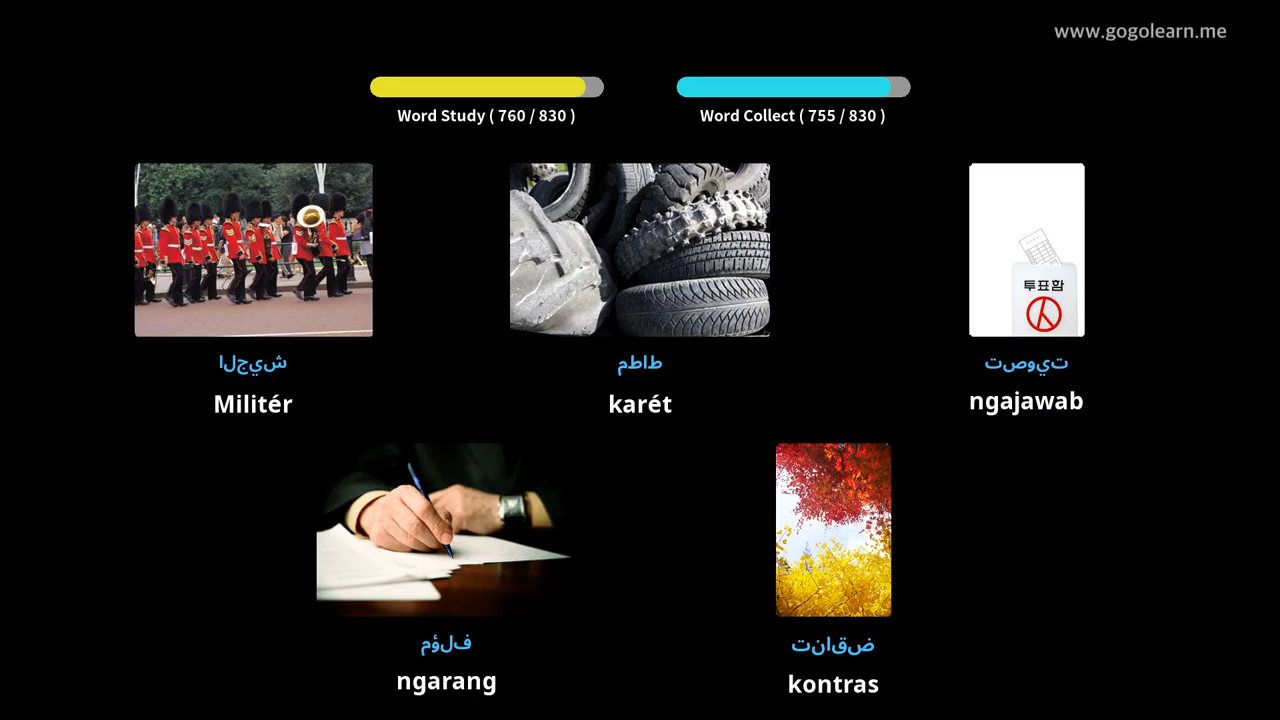 www.gogolearn.me
Word Study ( 760 / 830 )
Word Collect ( 755 / 830 )
الجيش
Militér
مطاط
karét
투표함
تصويت
ngajawab
مؤلف
ngarang
تناقض
kontras